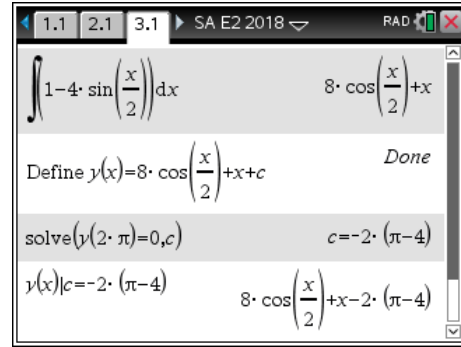 1.1 2.1 3.1 SA E2 2018 RAD
∫(1−4· sin(x/2))dx 8· cos(x/2)+x
Define y(x)=8· cos(x/2)+x+c Done
solve(y(2· π)=0,c) c=−2· (π−4)
y(x)|c=−2· (π−4) 8· cos(x/2)+x−2· (π−4)